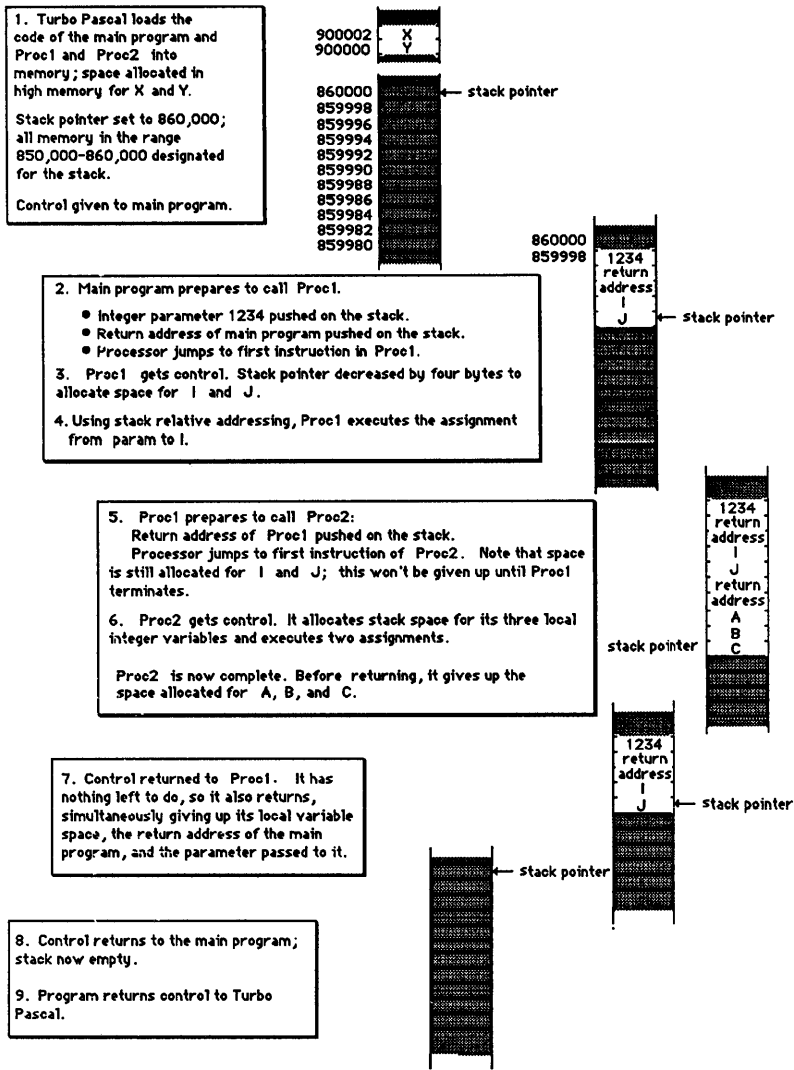 1. Turbo Pascal loads the
code of the main program and
Proc1 and Proc2 into
memory; space allocated in
high memory for X and Y.
Stack pointer set to 860,000;
all memory in the range
850,000-860,000 designated
for the stack.
Control given to main program.
900002 X
900000 Y
860000 stack pointer
859998
859996
859994
859992
859990
859988
859986
859984
859982
859980
860000
859998 1234
return
address
I
J stack pointer
2. Main program prepares to call Proc1.
• Integer parameter 1234 pushed on the stack.
• Return address of main program pushed on the stack.
• Processor jumps to first instruction in Proc1.
3. Proc1 gets control. Stack pointer decreased by four bytes to
allocate space for I and J.
4. Using stack relative addressing, Proc1 executes the assignment
from param to I.
5. Proc1 prepares to call Proc2:
Return address of Proc1 pushed on the stack.
Processor jumps to first instruction of Proc2. Note that space
is still allocated for I and J; this won't be given up until Proc1
terminates.
6. Proc2 gets control. It allocates stack space for its three local
integer variables and executes two assignments.
Proc2 is now complete. Before returning, it gives up the
space allocated for A, B, and C.
1234
return
address
I
J
return
address
A
B
stack pointer C
7. Control returned to Proc1. It has
nothing left to do, so it also returns,
simultaneously giving up its local variable
space, the return address of the main
program, and the parameter passed to it.
1234
return
address
I
J stack pointer
stack pointer
8. Control returns to the main program;
stack now empty.
9. Program returns control to Turbo
Pascal.